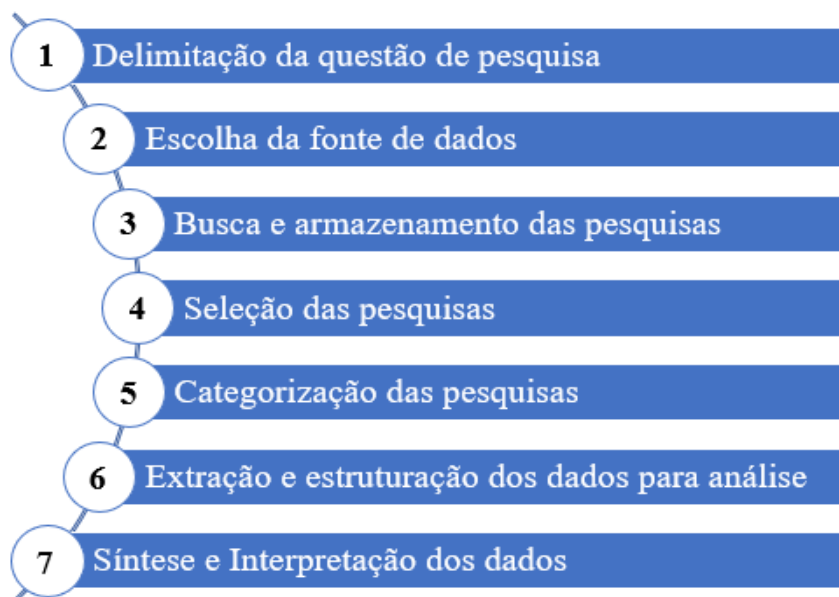 1 Delimitação da questão de pesquisa
2 Escolha da fonte de dados
3 Busca e armazenamento das pesquisas
4 Seleção das pesquisas
5 Categorização das pesquisas
6 Extração e estruturação dos dados para análise
7 Síntese e Interpretação dos dados